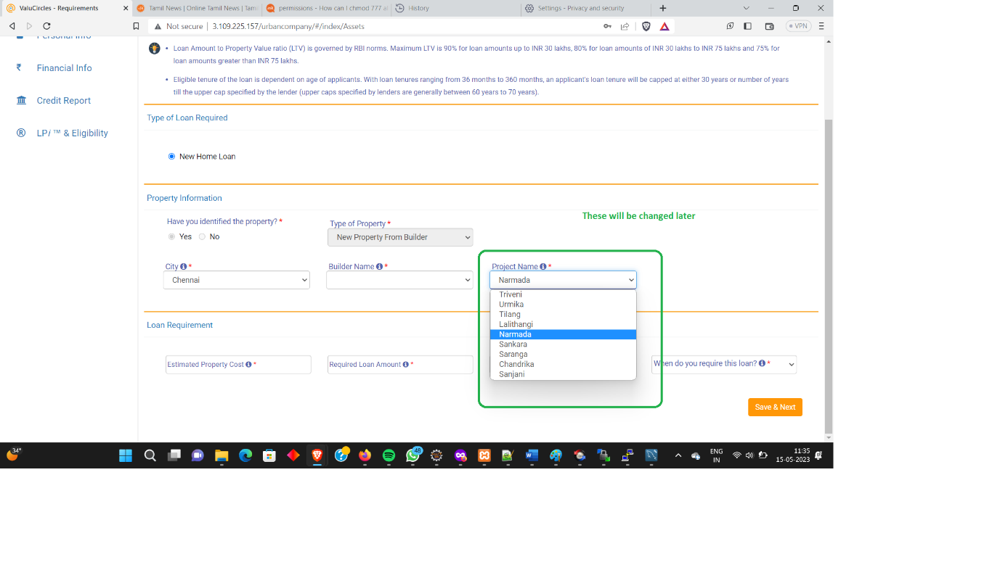 ValuCircles - Requirements
Tamil News | Online Tamil News | Tami
permissions - How can I chmod 777 al
History
Settings - Privacy and security
Not secure
3.109.225.157/urbancompany/#/index/Assets
VPN
Personal Info
Financial Info
Credit Report
LPi ™ & Eligibility
• Loan Amount to Property Value ratio (LTV) is governed by RBI norms. Maximum LTV is 90% for loan amounts up to INR 30 lakhs, 80% for loan amounts of INR 30 lakhs to INR 75 lakhs and 75% for
loan amounts greater than INR 75 lakhs.
• Eligible tenure of the loan is dependent on age of applicants. With loan tenures ranging from 36 months to 360 months, an applicant's loan tenure will be capped at either 30 years or number of years
till the upper cap specified by the lender (upper caps specified by lenders are generally between 60 years to 70 years).
Type of Loan Required
New Home Loan
Property Information
These will be changed later
Have you identified the property? *
Yes No
Type of Property *
New Property From Builder
City *
Chennai
Builder Name *
Project Name *
Narmada
Triveni
Urmika
Tilang
Lalithangi
Narmada
Sankara
Saranga
Chandrika
Sanjani
Loan Requirement
Estimated Property Cost *
Required Loan Amount *
When do you require this loan? *
Save & Next
34°
48
ENG
IN
11:35
15-05-2023